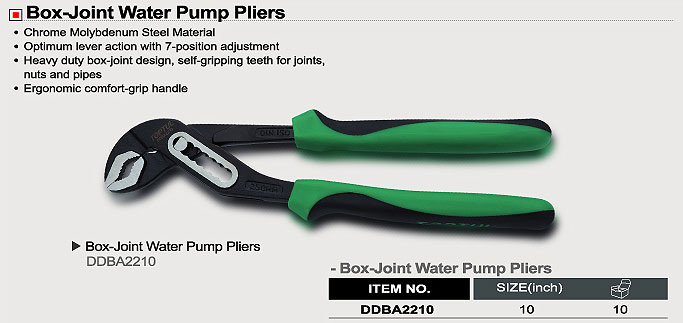 Box-Joint Water Pump Pliers
• Chrome Molybdenum Steel Material
• Optimum lever action with 7-position adjustment
• Heavy duty box-joint design, self-gripping teeth for joints,
nuts and pipes
• Ergonomic comfort-grip handle
250MM
▶ Box-Joint Water Pump Pliers
DDBA2210
- Box-Joint Water Pump Pliers
ITEM NO. SIZE(inch)
DDBA2210 10 10